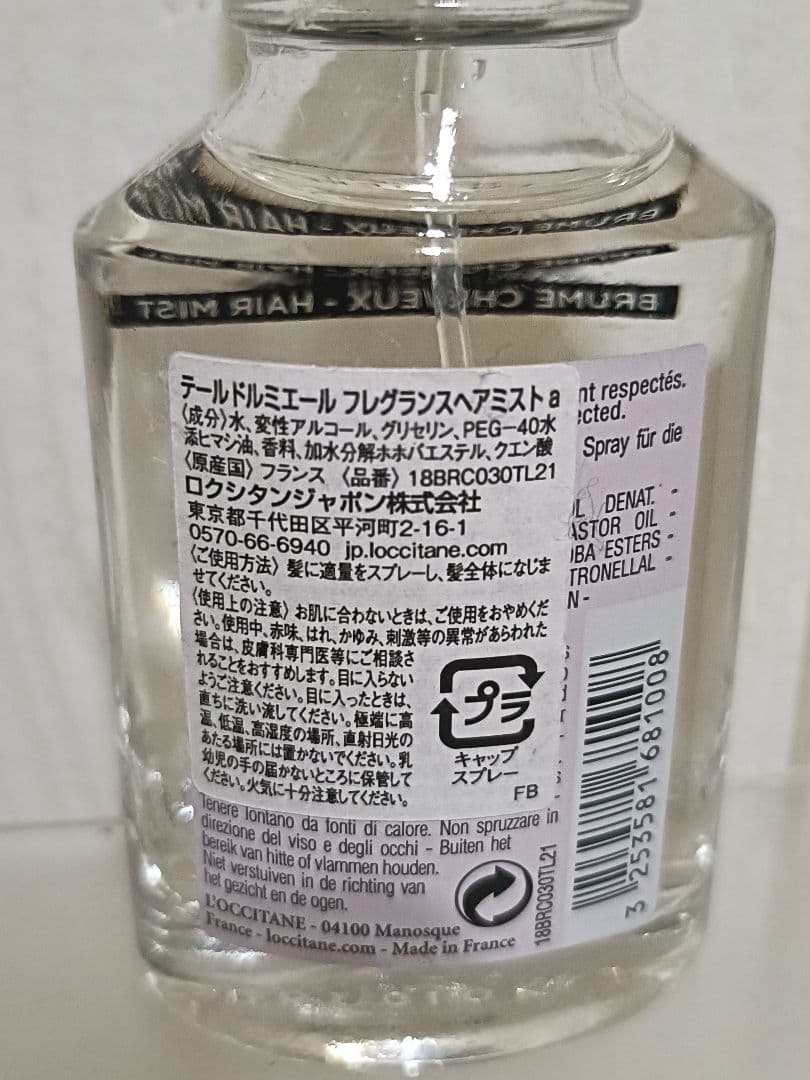 BRUME CHEVEUX - HAIR MIST
テールドルミエール フレグランスヘアミスト a
〈成分〉水、変性アルコール、グリセリン、PEG-40水
添ヒマシ油、香料、加水分解ホホバエステル、クエン酸
〈原産国〉フランス 〈品番〉18BRC030TL21
ロクシタンジャポン株式会社
東京都千代田区平河町2-16-1
0570-66-6940 jp.loccitane.com
〈ご使用方法〉髪に適量をスプレーし、髪全体になじま
せてください。
〈使用上の注意〉お肌に合わないときは、ご使用をおやめくだ
さい。使用中、赤味、はれ、かゆみ、刺激等の異常があらわれた
場合は、皮膚科専門医等にご相談さ
れることをおすすめします。目に入らない
ようご注意ください。目に入ったときは、
直ちに洗い流してください。極端に高
温、低温、高湿度の場所、直射日光の
あたる場所には置かないでください。乳
幼児の手の届かないところに保管して
ください。火気に十分注意してください。
プラ
キャップ
スプレー
FB
nt respectés.
ected.
Spray für die
L DENAT. -
ASTOR OIL -
BA ESTERS -
TRONELLAL -
N -
Tenere lontano da fonti di calore. Non spruzzare in
direzione del viso e degli occhi - Buiten het
bereik van hitte of vlammen houden.
Niet verstuiven in de richting van
het gezicht en de ogen.
L'OCCITANE - 04100 Manosque
France - loccitane.com - Made in France
18BRC030TL21
3 253581 681008